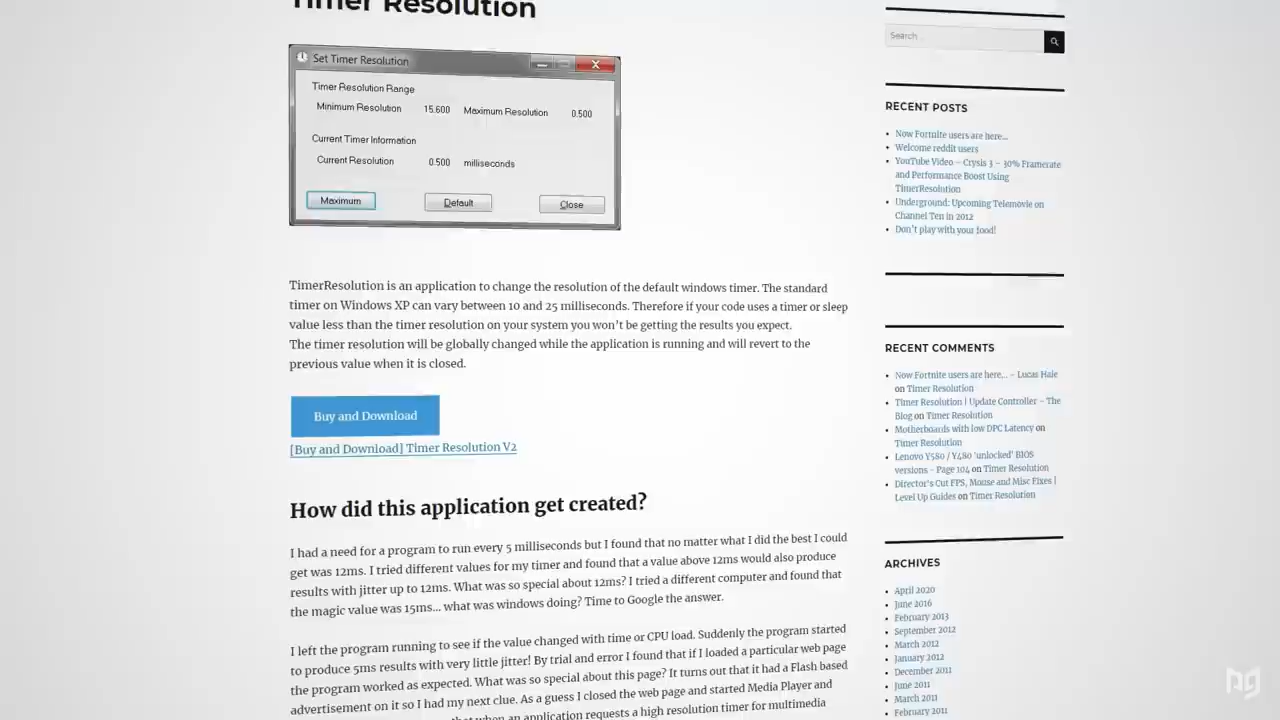 Timer Resolution
Set Timer Resolution
Timer Resolution Range
Minimum Resolution 15.600 Maximum Resolution 0.500
Current Timer Information
Current Resolution 0.500 milliseconds
Maximum Default Close
TimerResolution is an application to change the resolution of the default windows timer. The standard
timer on Windows XP can vary between 10 and 25 milliseconds. Therefore if your code uses a timer or sleep
value less than the timer resolution on your system you won't be getting the results you expect.
The timer resolution will be globally changed while the application is running and will revert to the
previous value when it is closed.
Buy and Download
[Buy and Download] Timer Resolution V2
How did this application get created?
I had a need for a program to run every 5 milliseconds but I found that no matter what I did the best I could
get was 12ms. I tried different values for my timer and found that a value above 12ms would also produce
results with jitter up to 12ms. What was so special about 12ms? I tried a different computer and found that
the magic value was 15ms... what was windows doing? Time to Google the answer.
I left the program running to see if the value changed with time or CPU load. Suddenly the program started
to produce 5ms results with very little jitter! By trial and error I found that if I loaded a particular web page
the program worked as expected. What was so special about this page? It turns out that it had a Flash based
advertisement on it so I had my next clue. As a guess I closed the web page and started Media Player and
that when an application requests a high resolution timer for multimedia
Search ...
RECENT POSTS
Now Fortnite users are here...
Welcome reddit users
YouTube Video – Crysis 3 – 30% Framerate
and Performance Boost Using
TimerResolution
Underground: Upcoming Telemovie on
Channel Ten in 2012
Don't play with your food!
RECENT COMMENTS
Now Fortnite users are here... – Lucas Hale
on Timer Resolution
Timer Resolution | Update Controller – The
Blog on Timer Resolution
Motherboards with low DPC Latency on
Timer Resolution
Lenovo Y580 / Y480 'unlocked' BIOS
versions - Page 104 on Timer Resolution
Director's Cut FPS, Mouse and Misc Fixes |
Level Up Guides on Timer Resolution
ARCHIVES
April 2020
June 2016
February 2013
September 2012
March 2012
January 2012
December 2011
June 2011
March 2011
February 2011